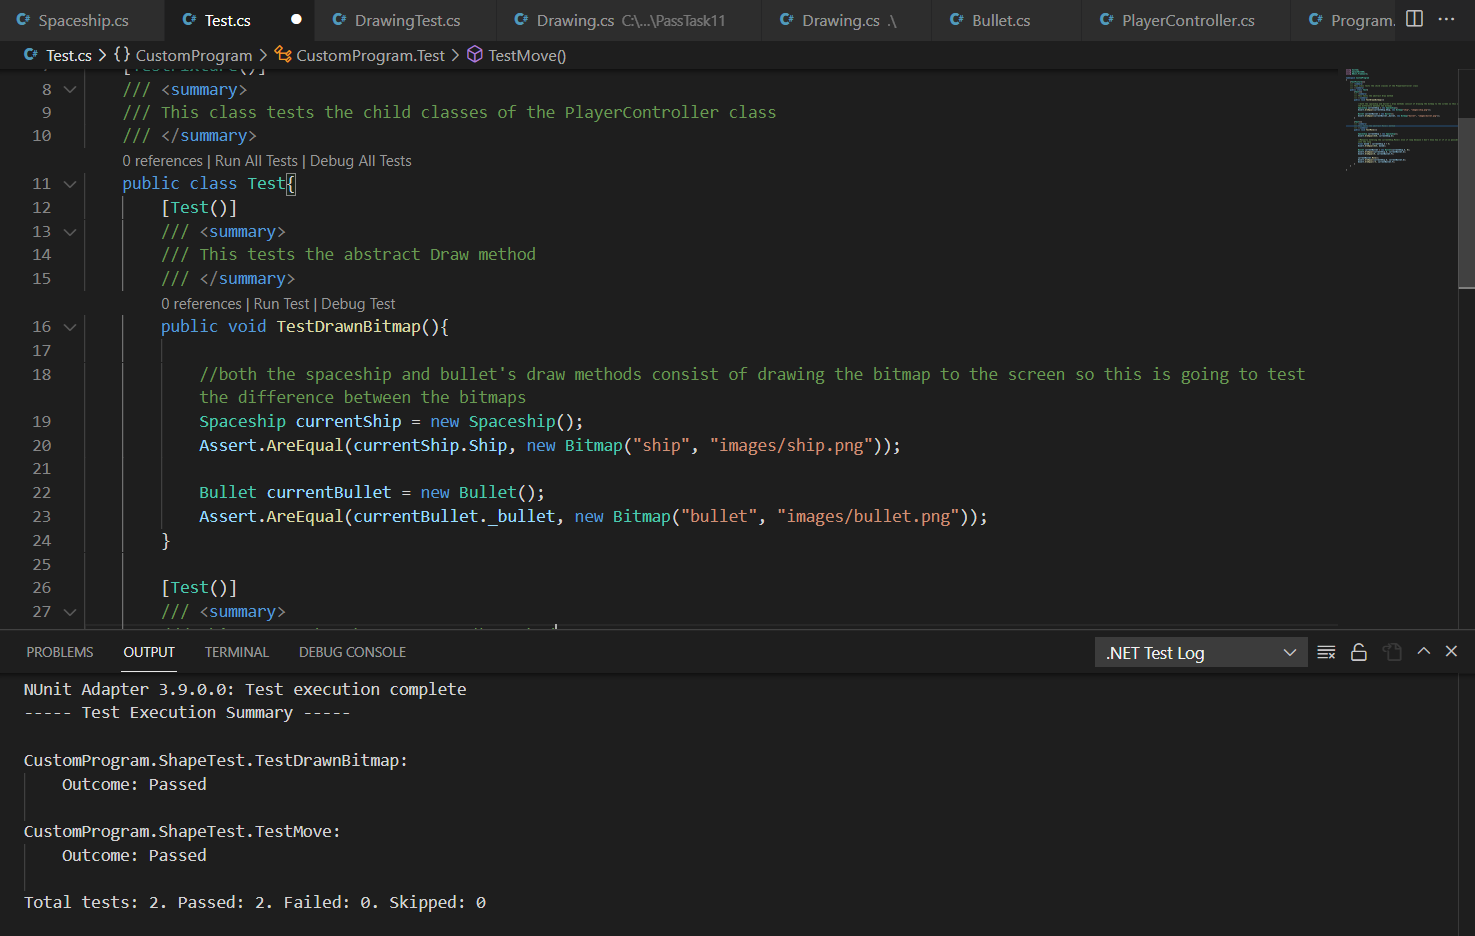 Spaceship.cs
Test.cs
DrawingTest.cs
Drawing.cs C:\...\PassTask11
Drawing.cs .\
Bullet.cs
PlayerController.cs
Program.
Test.cs > {} CustomProgram > CustomProgram.Test > TestMove()
8 /// <summary>
9 /// This class tests the child classes of the PlayerController class
10 /// </summary>
0 references | Run All Tests | Debug All Tests
11 public class Test{
12 [Test()]
13 /// <summary>
14 /// This tests the abstract Draw method
15 /// </summary>
0 references | Run Test | Debug Test
16 public void TestDrawnBitmap(){
17
18 //both the spaceship and bullet's draw methods consist of drawing the bitmap to the screen so this is going to test
the difference between the bitmaps
19 Spaceship currentShip = new Spaceship();
20 Assert.AreEqual(currentShip.Ship, new Bitmap("ship", "images/ship.png"));
21
22 Bullet currentBullet = new Bullet();
23 Assert.AreEqual(currentBullet._bullet, new Bitmap("bullet", "images/bullet.png"));
24 }
25
26 [Test()]
27 /// <summary>
PROBLEMS OUTPUT TERMINAL DEBUG CONSOLE .NET Test Log
NUnit Adapter 3.9.0.0: Test execution complete
----- Test Execution Summary -----
CustomProgram.ShapeTest.TestDrawnBitmap:
Outcome: Passed
CustomProgram.ShapeTest.TestMove:
Outcome: Passed
Total tests: 2. Passed: 2. Failed: 0. Skipped: 0